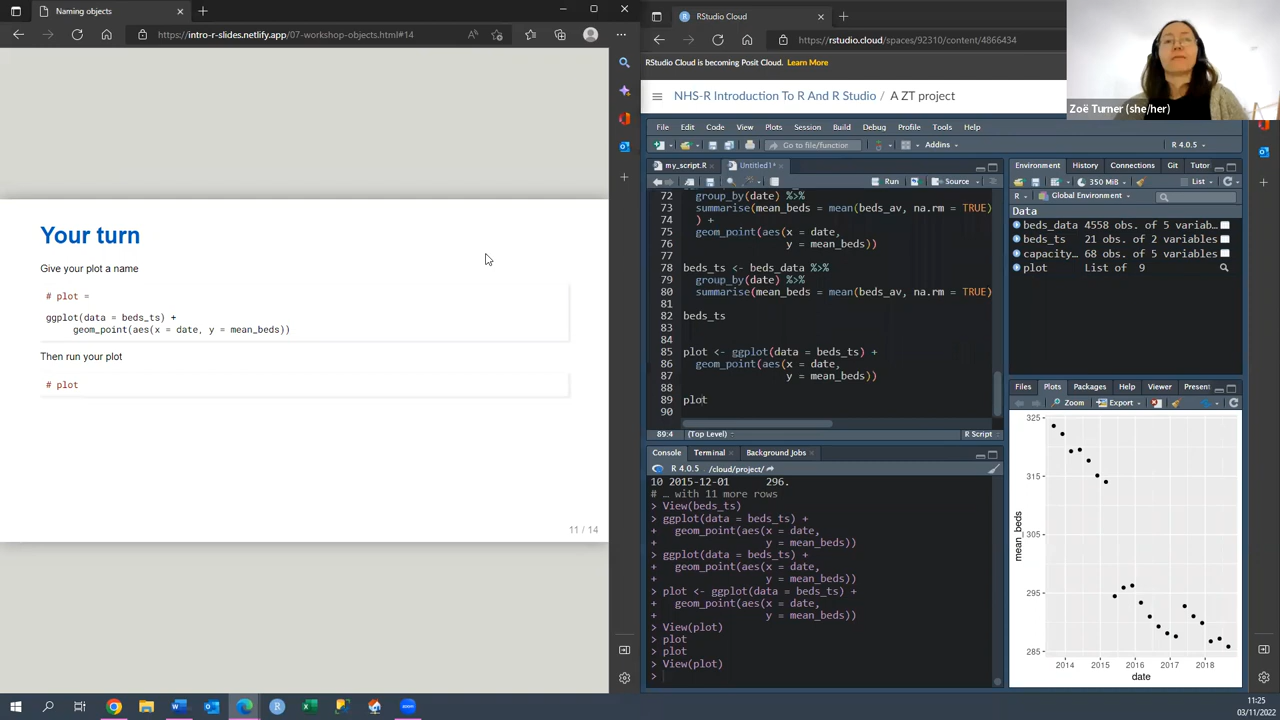 Naming objects
https://intro-r-slides.netlify.app/07-workshop-objects.html#14
Your turn
Give your plot a name
# plot =
ggplot(data = beds_ts) +
geom_point(aes(x = date, y = mean_beds))
Then run your plot
# plot
11 / 14
RStudio Cloud
https://rstudio.cloud/spaces/92310/content/4866434
RStudio Cloud is becoming Posit Cloud. Learn More
NHS-R Introduction To R And R Studio / A ZT project
Zoë Turner (she/her)
File Edit Code View Plots Session Build Debug Profile Tools Help
Go to file/function Addins R 4.0.5
my_script.R Untitled1*
Run Source
72 group_by(date) %>%
73 summarise(mean_beds = mean(beds_av, na.rm = TRUE)
74 ) +
75 geom_point(aes(x = date,
76 y = mean_beds))
77
78 beds_ts <- beds_data %>%
79 group_by(date) %>%
80 summarise(mean_beds = mean(beds_av, na.rm = TRUE)
81
82 beds_ts
83
84
85 plot <- ggplot(data = beds_ts) +
86 geom_point(aes(x = date,
87 y = mean_beds))
88
89 plot
90
89:4 (Top Level) R Script
Console Terminal Background Jobs
R 4.0.5 . /cloud/project/
10 2015-12-01 296.
# … with 11 more rows
> View(beds_ts)
> ggplot(data = beds_ts) +
+ geom_point(aes(x = date,
+ y = mean_beds))
> ggplot(data = beds_ts) +
+ geom_point(aes(x = date,
+ y = mean_beds))
> plot <- ggplot(data = beds_ts) +
+ geom_point(aes(x = date,
+ y = mean_beds))
> View(plot)
> plot
> plot
> View(plot)
>
Environment History Connections Git Tutor
350 MiB List
R Global Environment
Data
beds_data 4558 obs. of 5 variab…
beds_ts 21 obs. of 2 variables
capacity… 68 obs. of 5 variables
plot List of 9
Files Plots Packages Help Viewer Present
Zoom Export
325
315
305
295
285
mean_beds
2014 2015 2016 2017 2018
date
11:25
03/11/2022